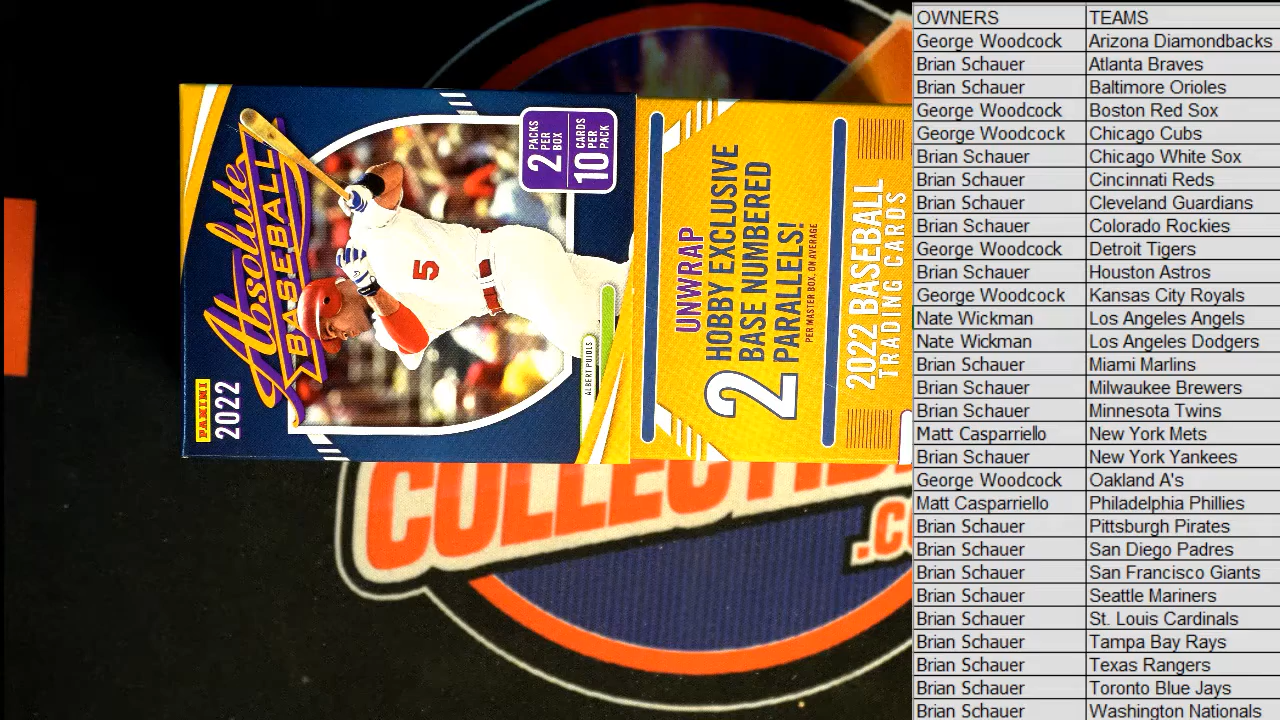 PANINI
2022
Absolute
BASEBALL
2 PACKS PER BOX
10 CARDS PER PACK
5
ALBERT PUJOLS
UNWRAP
2 HOBBY EXCLUSIVE
BASE NUMBERED
PARALLELS!
PER MASTER BOX, ON AVERAGE
2022 BASEBALL
TRADING CARDS
.C
OWNERS TEAMS
George Woodcock Arizona Diamondbacks
Brian Schauer Atlanta Braves
Brian Schauer Baltimore Orioles
George Woodcock Boston Red Sox
George Woodcock Chicago Cubs
Brian Schauer Chicago White Sox
Brian Schauer Cincinnati Reds
Brian Schauer Cleveland Guardians
Brian Schauer Colorado Rockies
George Woodcock Detroit Tigers
Brian Schauer Houston Astros
George Woodcock Kansas City Royals
Nate Wickman Los Angeles Angels
Nate Wickman Los Angeles Dodgers
Brian Schauer Miami Marlins
Brian Schauer Milwaukee Brewers
Brian Schauer Minnesota Twins
Matt Casparriello New York Mets
Brian Schauer New York Yankees
George Woodcock Oakland A's
Matt Casparriello Philadelphia Phillies
Brian Schauer Pittsburgh Pirates
Brian Schauer San Diego Padres
Brian Schauer San Francisco Giants
Brian Schauer Seattle Mariners
Brian Schauer St. Louis Cardinals
Brian Schauer Tampa Bay Rays
Brian Schauer Texas Rangers
Brian Schauer Toronto Blue Jays
Brian Schauer Washington Nationals